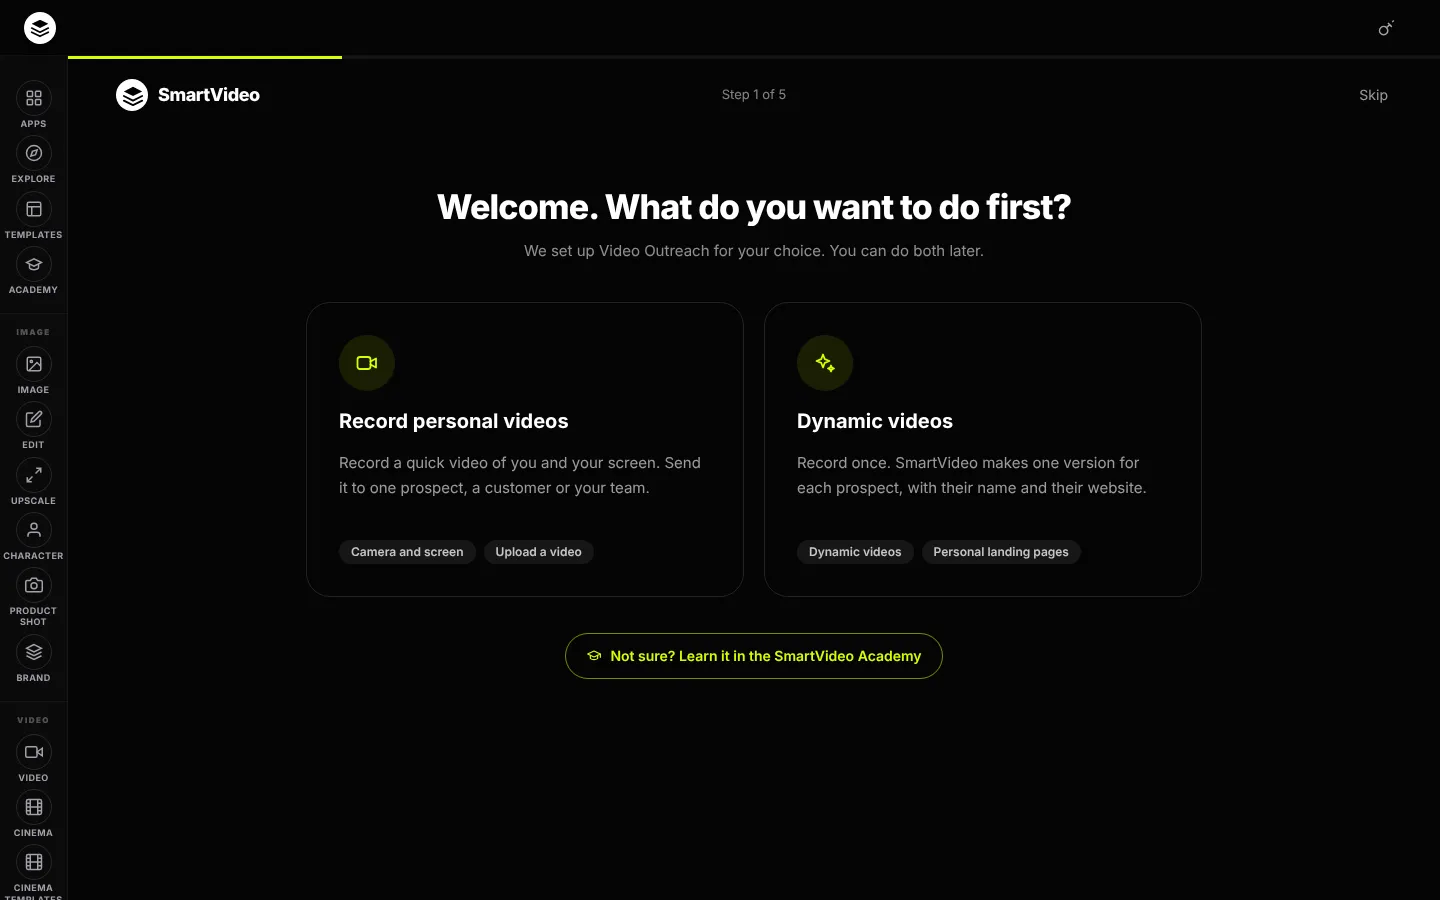 SmartVideo
Step 1 of 5
Skip
APPS
EXPLORE
TEMPLATES
ACADEMY
IMAGE
IMAGE
EDIT
UPSCALE
CHARACTER
PRODUCT
SHOT
BRAND
VIDEO
VIDEO
CINEMA
CINEMA
TEMPLATES
Welcome. What do you want to do first?
We set up Video Outreach for your choice. You can do both later.
Record personal videos
Record a quick video of you and your screen. Send
it to one prospect, a customer or your team.
Camera and screen
Upload a video
Dynamic videos
Record once. SmartVideo makes one version for
each prospect, with their name and their website.
Dynamic videos
Personal landing pages
Not sure? Learn it in the SmartVideo Academy